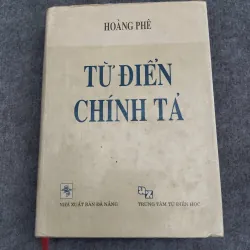 HOÀNG PHÊ
TỪ ĐIỂN
CHÍNH TẢ
NHÀ XUẤT BẢN ĐÀ NẴNG
TRUNG TÂM TỪ ĐIỂN HỌC